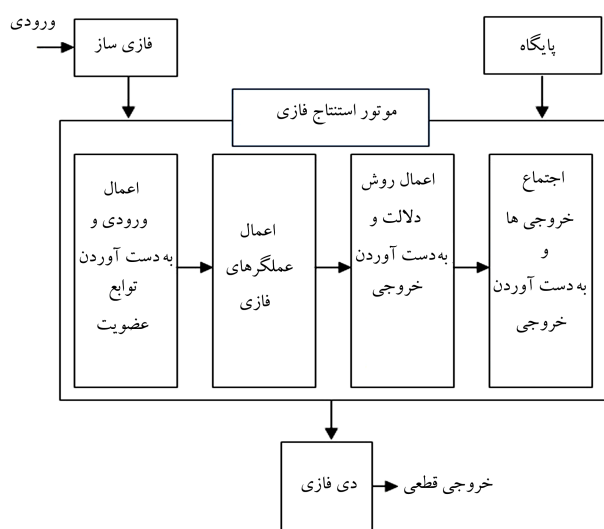 ورودی
فازی ساز
پایگاه
موتور استنتاج فازی
اعمال
ورودی و
به‌دست آوردن
توابع
عضویت
اعمال
عملگرهای
فازی
اعمال روش
دلالت و
به‌دست آوردن
خروجی
اجتماع
خروجی ها
و
به‌دست آوردن
خروجی
دی فازی
خروجی قطعی